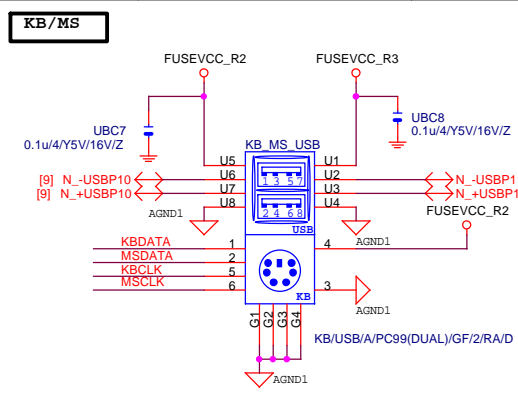 KB/MS
FUSEVCC_R2
FUSEVCC_R3
UBC7
0.1u/4/Y5V/16V/Z
UBC8
0.1u/4/Y5V/16V/Z
KB_MS_USB
U5
U1
[9] N_-USBP10
U6
U2
N_-USBP1
[9] N_+USBP10
U7
U3
N_+USBP1
U8
U4
1 3 5 7
2 4 6 8
USB
AGND1
AGND1
FUSEVCC_R2
KBDATA
1
4
MSDATA
2
KBCLK
5
MSCLK
6
3
KB
AGND1
G1
G2
G3
G4
KB/USB/A/PC99(DUAL)/GF/2/RA/D
AGND1